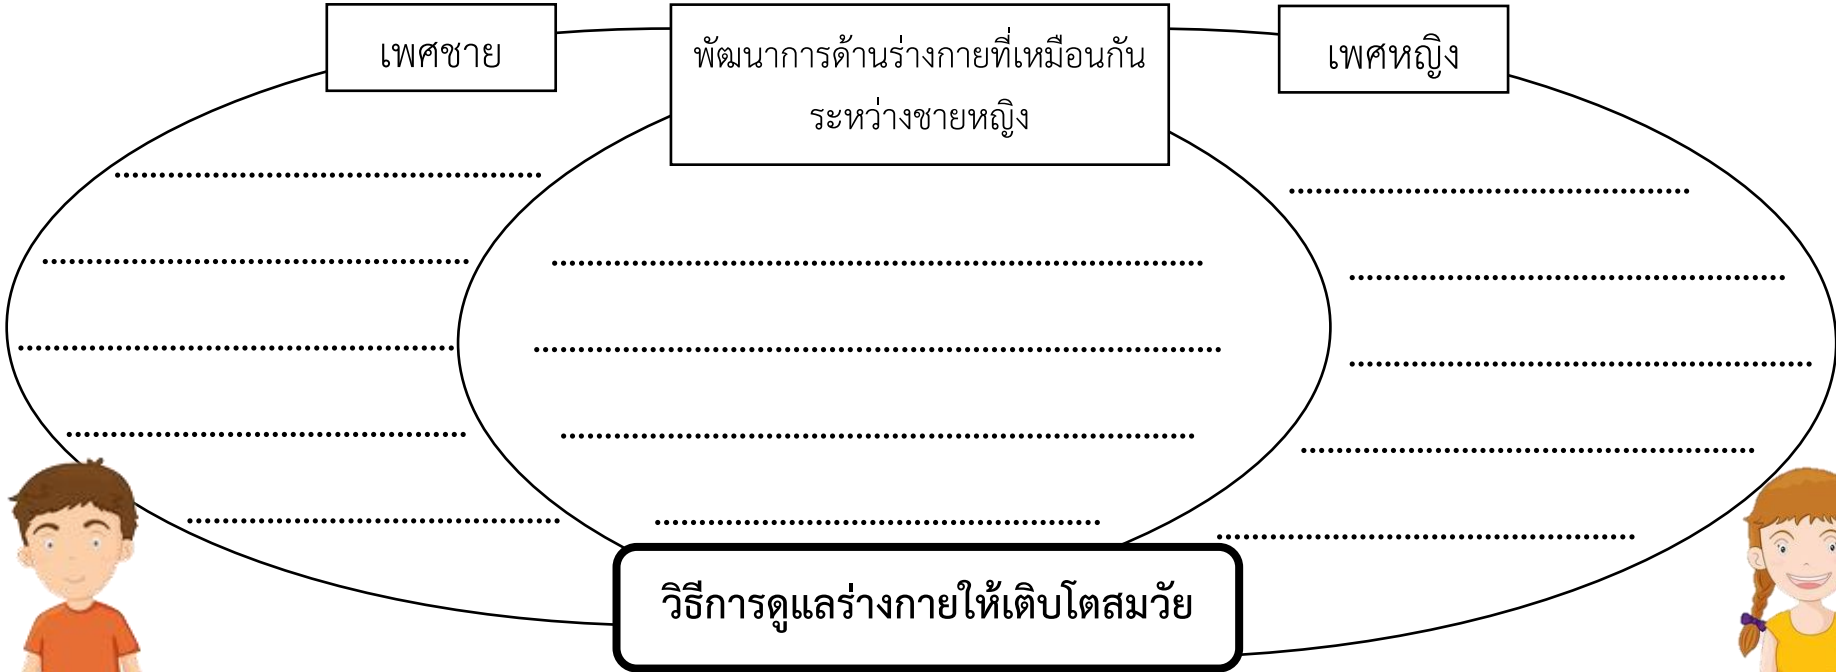 เพศชาย
พัฒนาการด้านร่างกายที่เหมือนกัน
ระหว่างชายหญิง
เพศหญิง
วิธีการดูแลร่างกายให้เติบโตสมวัย